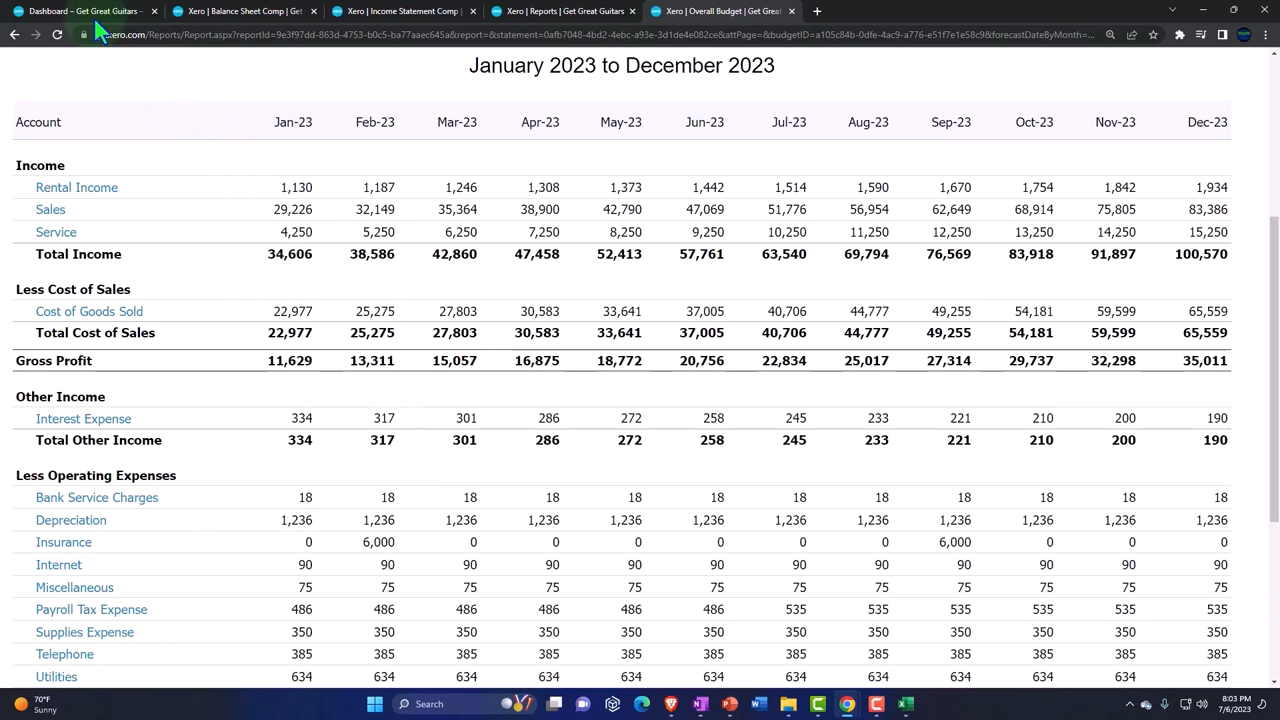 Dashboard – Get Great Guitars –
Xero | Balance Sheet Comp | Get
Xero | Income Statement Comp |
Xero | Reports | Get Great Guitars
Xero | Overall Budget | Get Great
January 2023 to December 2023
Account Jan-23 Feb-23 Mar-23 Apr-23 May-23 Jun-23 Jul-23 Aug-23 Sep-23 Oct-23 Nov-23 Dec-23
Income
Rental Income 1,130 1,187 1,246 1,308 1,373 1,442 1,514 1,590 1,670 1,754 1,842 1,934
Sales 29,226 32,149 35,364 38,900 42,790 47,069 51,776 56,954 62,649 68,914 75,805 83,386
Service 4,250 5,250 6,250 7,250 8,250 9,250 10,250 11,250 12,250 13,250 14,250 15,250
Total Income 34,606 38,586 42,860 47,458 52,413 57,761 63,540 69,794 76,569 83,918 91,897 100,570
Less Cost of Sales
Cost of Goods Sold 22,977 25,275 27,803 30,583 33,641 37,005 40,706 44,777 49,255 54,181 59,599 65,559
Total Cost of Sales 22,977 25,275 27,803 30,583 33,641 37,005 40,706 44,777 49,255 54,181 59,599 65,559
Gross Profit 11,629 13,311 15,057 16,875 18,772 20,756 22,834 25,017 27,314 29,737 32,298 35,011
Other Income
Interest Expense 334 317 301 286 272 258 245 233 221 210 200 190
Total Other Income 334 317 301 286 272 258 245 233 221 210 200 190
Less Operating Expenses
Bank Service Charges 18 18 18 18 18 18 18 18 18 18 18 18
Depreciation 1,236 1,236 1,236 1,236 1,236 1,236 1,236 1,236 1,236 1,236 1,236 1,236
Insurance 0 6,000 0 0 0 0 0 0 6,000 0 0 0
Internet 90 90 90 90 90 90 90 90 90 90 90 90
Miscellaneous 75 75 75 75 75 75 75 75 75 75 75 75
Payroll Tax Expense 486 486 486 486 486 486 535 535 535 535 535 535
Supplies Expense 350 350 350 350 350 350 350 350 350 350 350 350
Telephone 385 385 385 385 385 385 385 385 385 385 385 385
Utilities 634 634 634 634 634 634 634 634 634 634 634 634
70°F
Sunny
Search
8:03 PM
7/6/2023